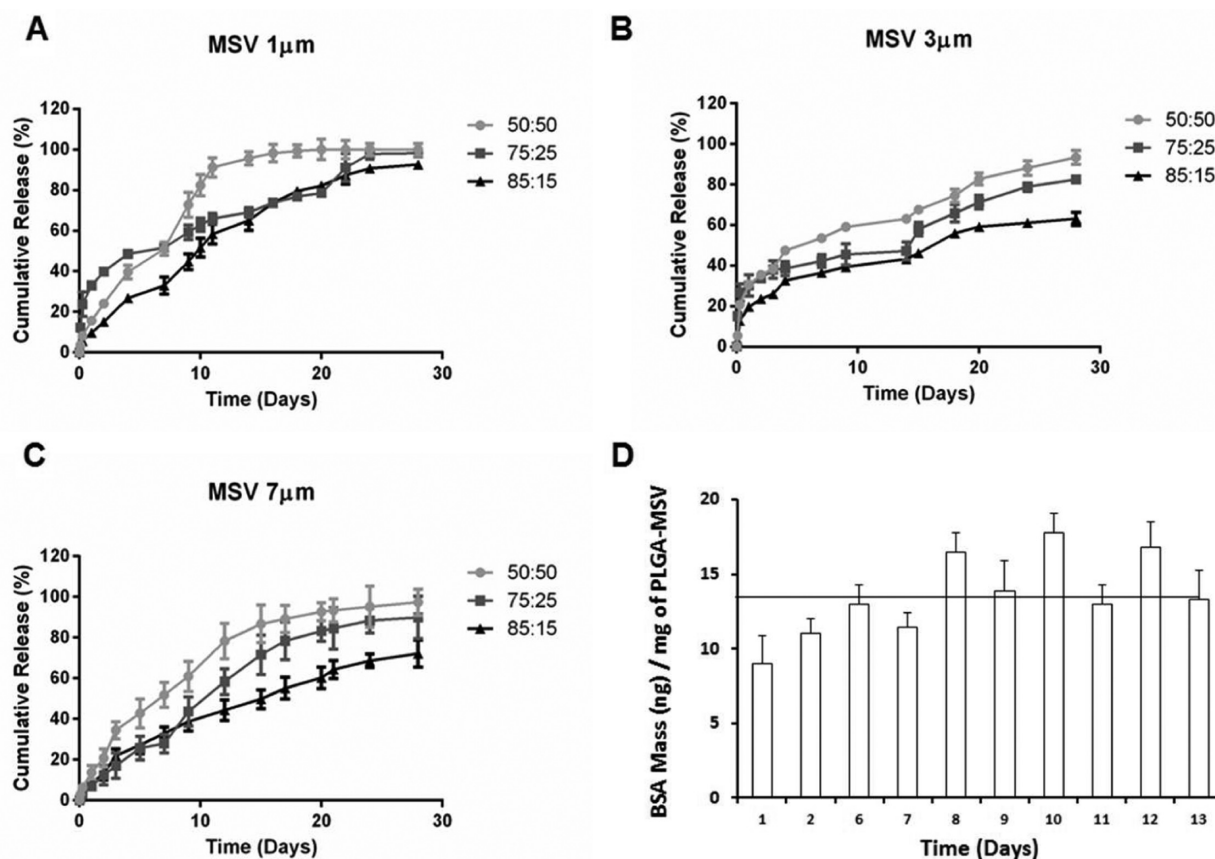 A
MSV 1μm
Cumulative Release (%)
120
100
80
60
40
20
0
0 10 20 30
Time (Days)
50:50
75:25
85:15
B
MSV 3μm
Cumulative Release (%)
120
100
80
60
40
20
0
0 10 20 30
Time (Days)
50:50
75:25
85:15
C
MSV 7μm
Cumulative Release (%)
120
100
80
60
40
20
0
0 10 20 30
Time (Days)
50:50
75:25
85:15
D
BSA Mass (ng) / mg of PLGA-MSV
20
15
10
5
0
1 2 6 7 8 9 10 11 12 13
Time (Days)